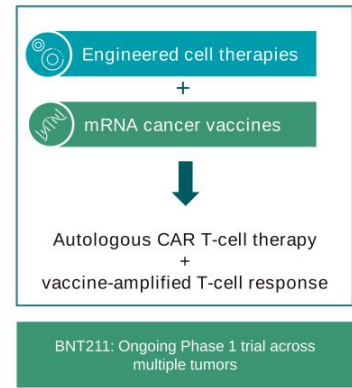 Engineered cell therapies
+
mRNA cancer vaccines
Autologous CAR T-cell therapy
+
vaccine-amplified T-cell response
BNT211: Ongoing Phase 1 trial across
multiple tumors